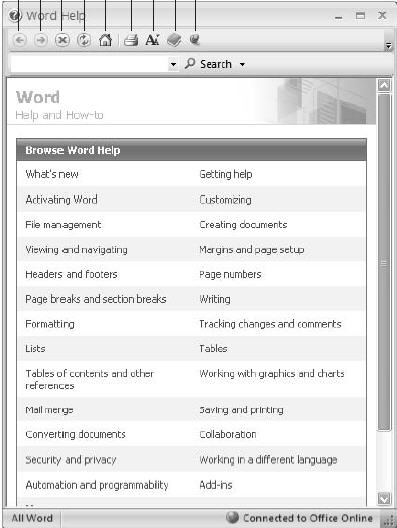 Word Help
Search
Word
Help and How-to
Browse Word Help
What's new Getting help
Activating Word Customizing
File management Creating documents
Viewing and navigating Margins and page setup
Headers and footers Page numbers
Page breaks and section breaks Writing
Formatting Tracking changes and comments
Lists Tables
Tables of contents and other Working with graphics and charts
references
Mail merge Saving and printing
Converting documents Collaboration
Security and privacy Working in a different language
Automation and programmability Add-ins
All Word Connected to Office Online